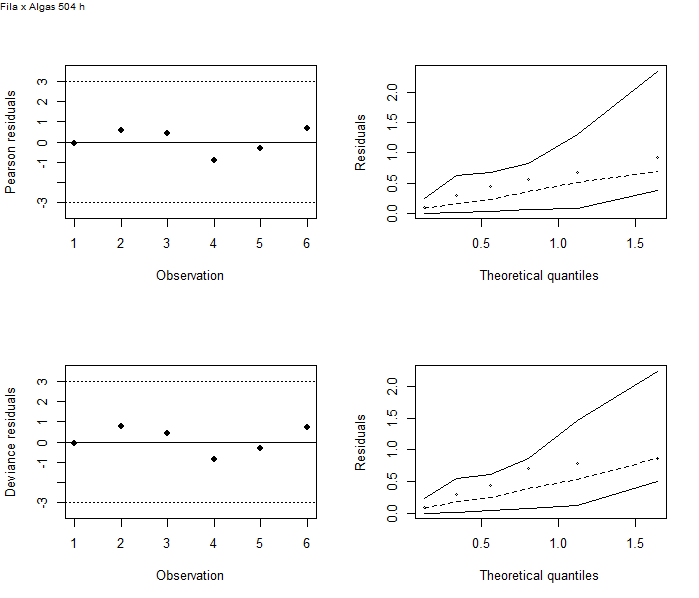 Fila x Algas 504 h
Pearson residuals
3
2
1
0
-1
-3
1 2 3 4 5 6
Observation
Residuals
2.0
1.5
1.0
0.5
0.0
0.5 1.0 1.5
Theoretical quantiles
Deviance residuals
3
2
1
0
-1
-3
1 2 3 4 5 6
Observation
Residuals
2.0
1.5
1.0
0.5
0.0
0.5 1.0 1.5
Theoretical quantiles